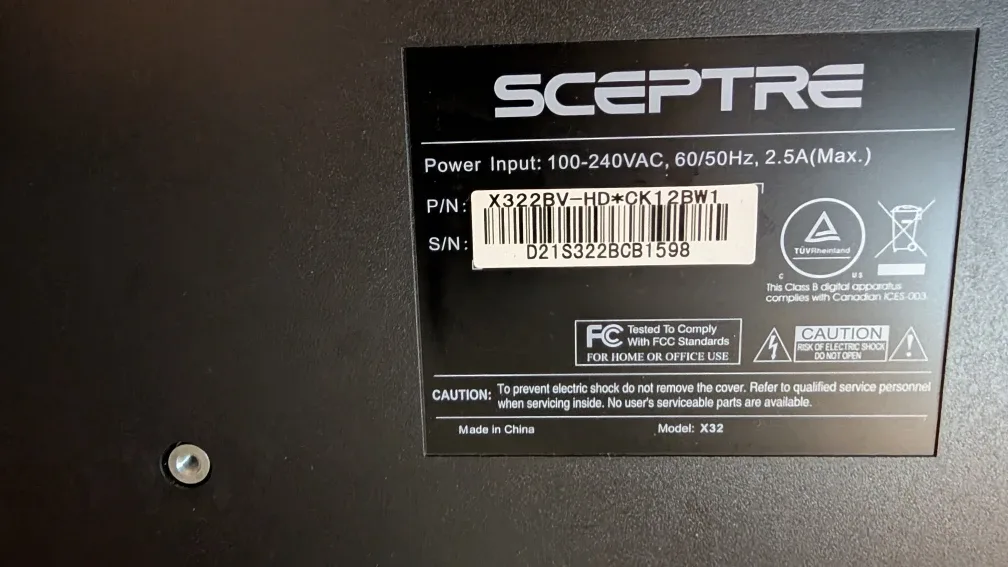 SCEPTRE
Power Input: 100-240VAC, 60/50Hz, 2.5A(Max.)
P/N: X322BV-HD*CK12BW1
S/N: D21S322BCB1598
TÜVRheinland
C US
This Class B digital apparatus
complies with Canadian ICES-003.
FC Tested To Comply
With FCC Standards
FOR HOME OR OFFICE USE
CAUTION
RISK OF ELECTRIC SHOCK
DO NOT OPEN
CAUTION: To prevent electric shock do not remove the cover. Refer to qualified service personnel
when servicing inside. No user's serviceable parts are available.
Made in China Model: X32